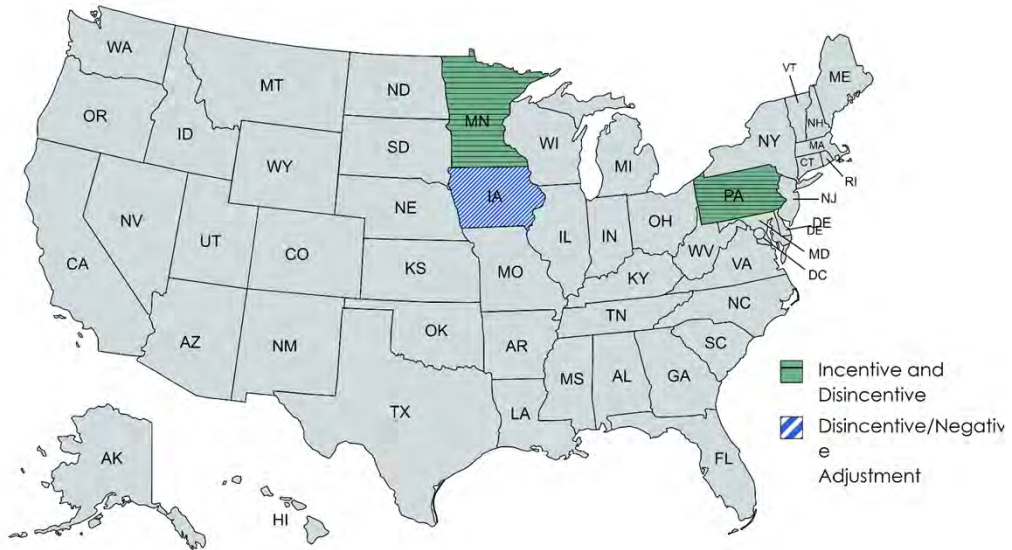 WA
MT
ND
MN
VT
ME
OR
ID
SD
WI
NY
NH
MA
CT
RI
WY
MI
PA
NJ
IA
NE
NV
UT
CO
IL
IN
OH
DE
DE
MD
DC
CA
KS
MO
WV
VA
KY
NC
TN
OK
AZ
NM
AR
SC
MS
AL
GA
TX
LA
FL
AK
HI
Incentive and
Disincentive
Disincentive/Negativ
e
Adjustment